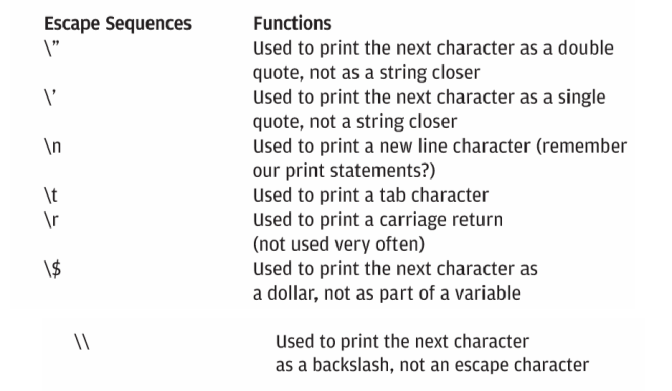 Escape Sequences Functions
\” Used to print the next character as a double
quote, not as a string closer
\’ Used to print the next character as a single
quote, not a string closer
\n Used to print a new line character (remember
our print statements?)
\t Used to print a tab character
\r Used to print a carriage return
(not used very often)
\$ Used to print the next character as
a dollar, not as part of a variable
\\ Used to print the next character
as a backslash, not an escape character